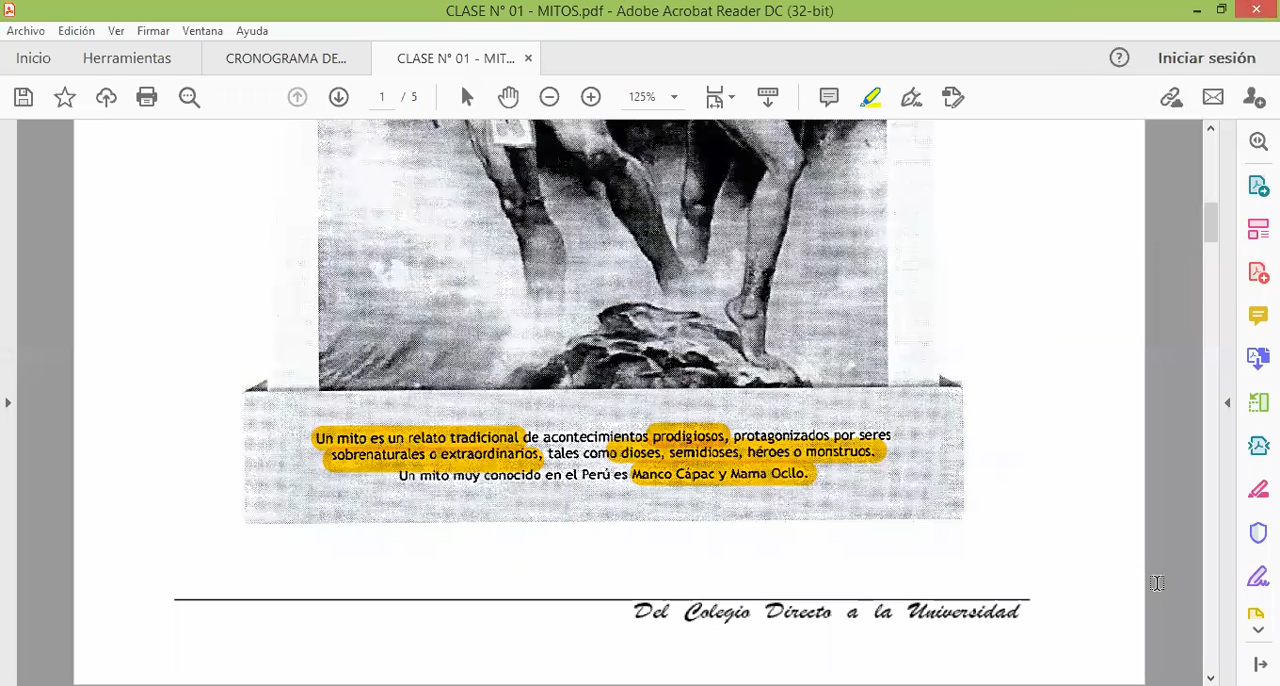 CLASE N° 01 - MITOS.pdf - Adobe Acrobat Reader DC (32-bit)
Archivo Edición Ver Firmar Ventana Ayuda
Inicio Herramientas CRONOGRAMA DE... CLASE N° 01 - MIT... × Iniciar sesión
1 / 5 125%
Un mito es un relato tradicional de acontecimientos prodigiosos, protagonizados por seres
sobrenaturales o extraordinarios, tales como dioses, semidioses, héroes o monstruos.
Un mito muy conocido en el Perú es Manco Cápac y Mama Ocllo.
Del Colegio Directo a la Universidad